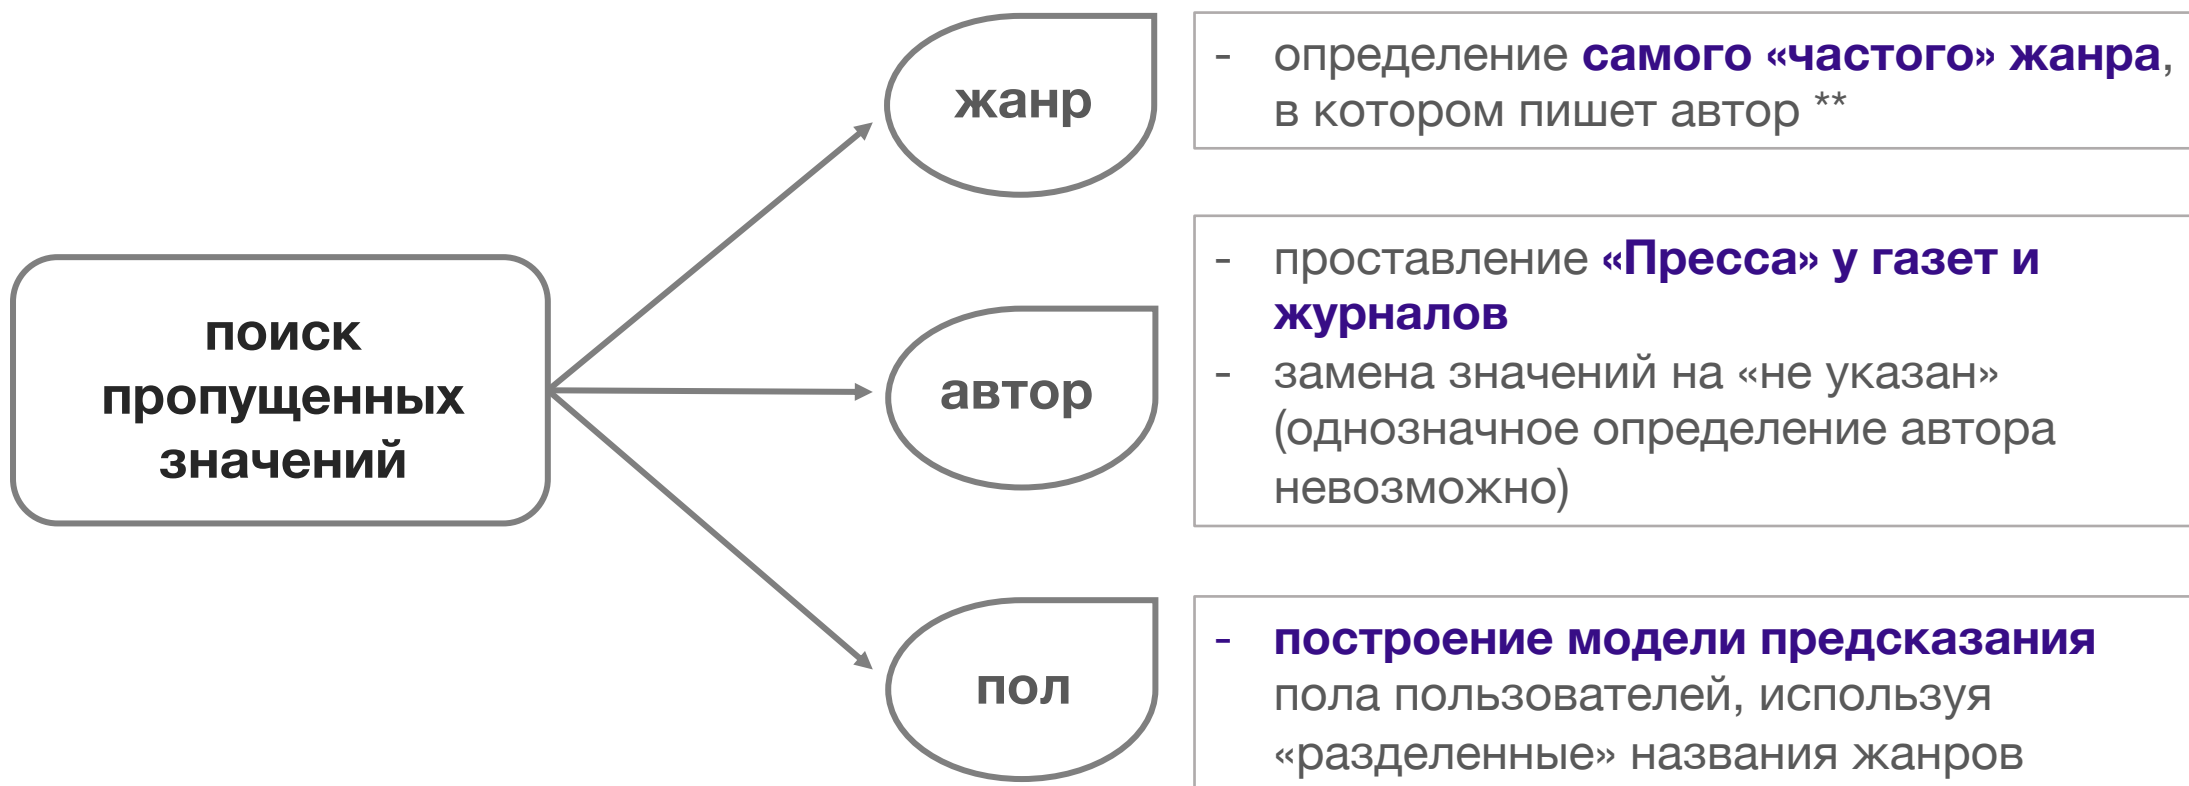 поиск
пропущенных
значений
жанр
- определение самого «частого» жанра,
в котором пишет автор **
автор
- проставление «Пресса» у газет и
журналов
- замена значений на «не указан»
(однозначное определение автора
невозможно)
пол
- построение модели предсказания
пола пользователей, используя
«разделенные» названия жанров